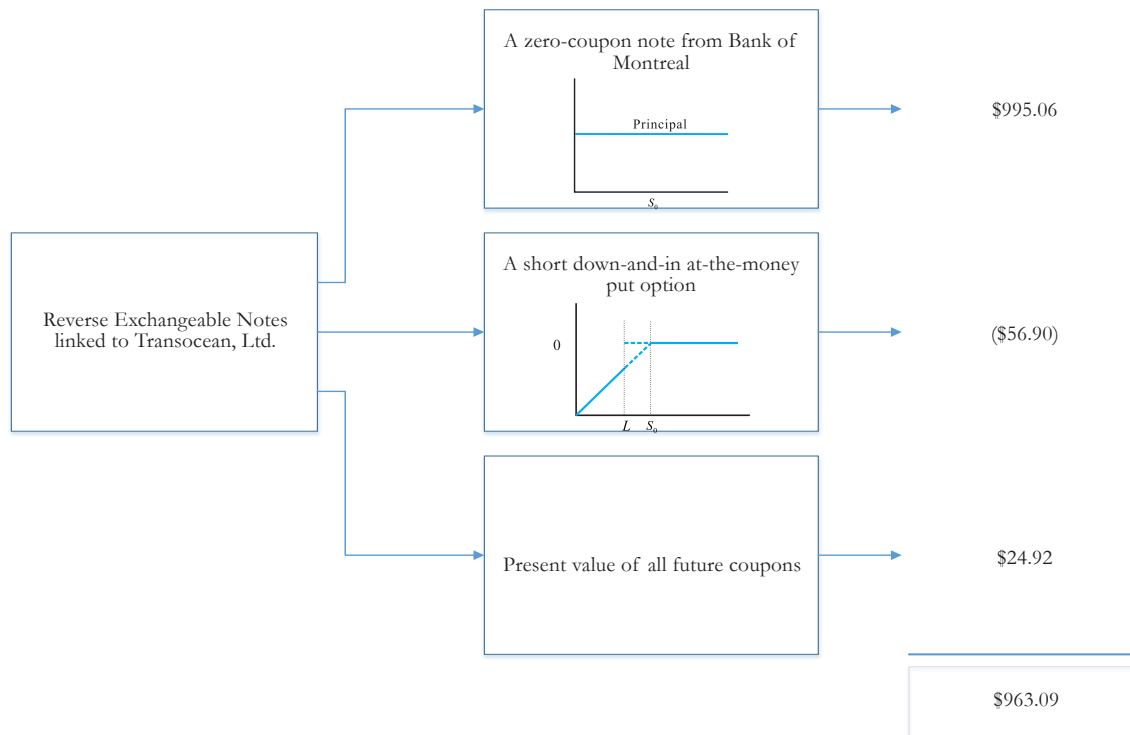 A zero-coupon note from Bank of
Montreal
Principal
S₀
$995.06
Reverse Exchangeable Notes
linked to Transocean, Ltd.
A short down-and-in at-the-money
put option
0
L S₀
($56.90)
Present value of all future coupons
$24.92
$963.09